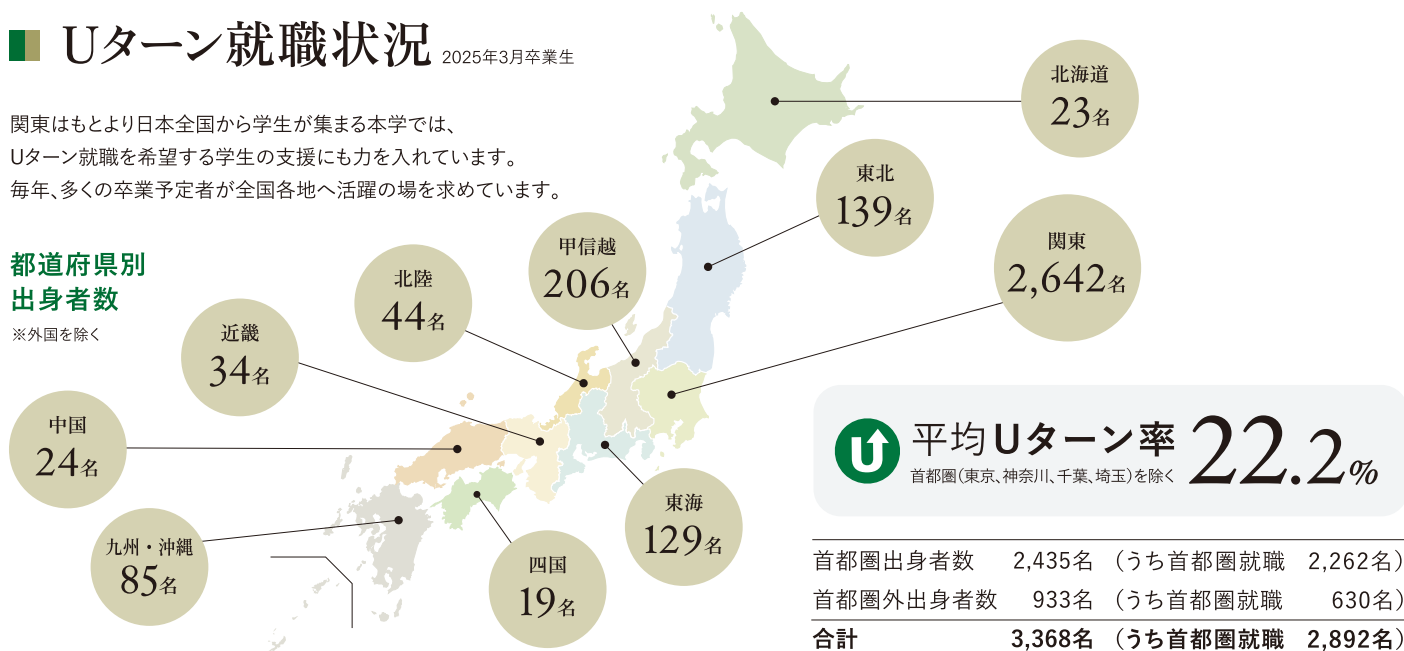 Uターン就職状況 2025年3月卒業生
関東はもとより日本全国から学生が集まる本学では、
Uターン就職を希望する学生の支援にも力を入れています。
毎年、多くの卒業予定者が全国各地へ活躍の場を求めています。
都道府県別
出身者数
※外国を除く
北海道
23名
東北
139名
関東
2,642名
甲信越
206名
北陸
44名
近畿
34名
中国
24名
九州・沖縄
85名
四国
19名
東海
129名
U 平均Uターン率 22.2%
首都圏(東京、神奈川、千葉、埼玉)を除く
首都圏出身者数 2,435名 (うち首都圏就職 2,262名)
首都圏外出身者数 933名 (うち首都圏就職 630名)
合計 3,368名 (うち首都圏就職 2,892名)